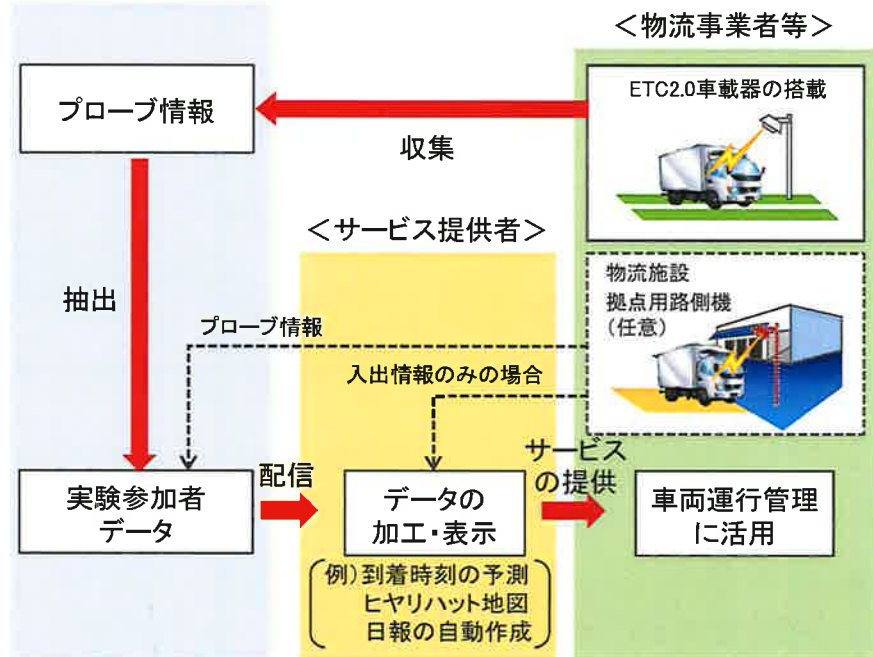 ＜物流事業者等＞
プローブ情報
ETC2.0車載器の搭載
収集
＜サービス提供者＞
抽出
物流施設
拠点用路側機
（任意）
プローブ情報
入出情報のみの場合
実験参加者
データ
配信
データの
加工・表示
サービス
の提供
車両運行管理
に活用
例）到着時刻の予測
ヒヤリハット地図
日報の自動作成